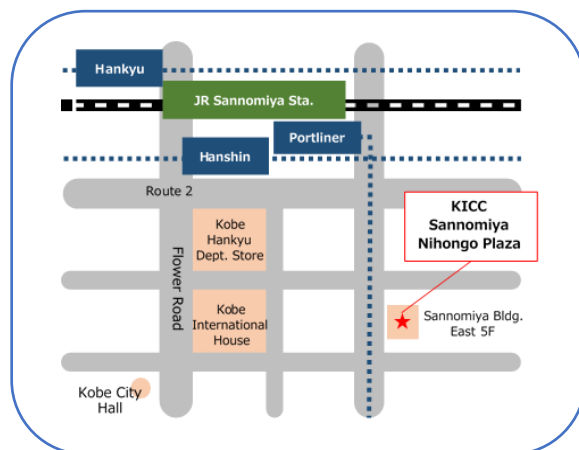 Hankyu
JR Sannomiya Sta.
Portliner
Hanshin
Route 2
KICC
Sannomiya
Nihongo Plaza
Kobe
Hankyu
Dept. Store
Flower Road
Kobe
International
House
Sannomiya Bldg.
East 5F
Kobe City
Hall